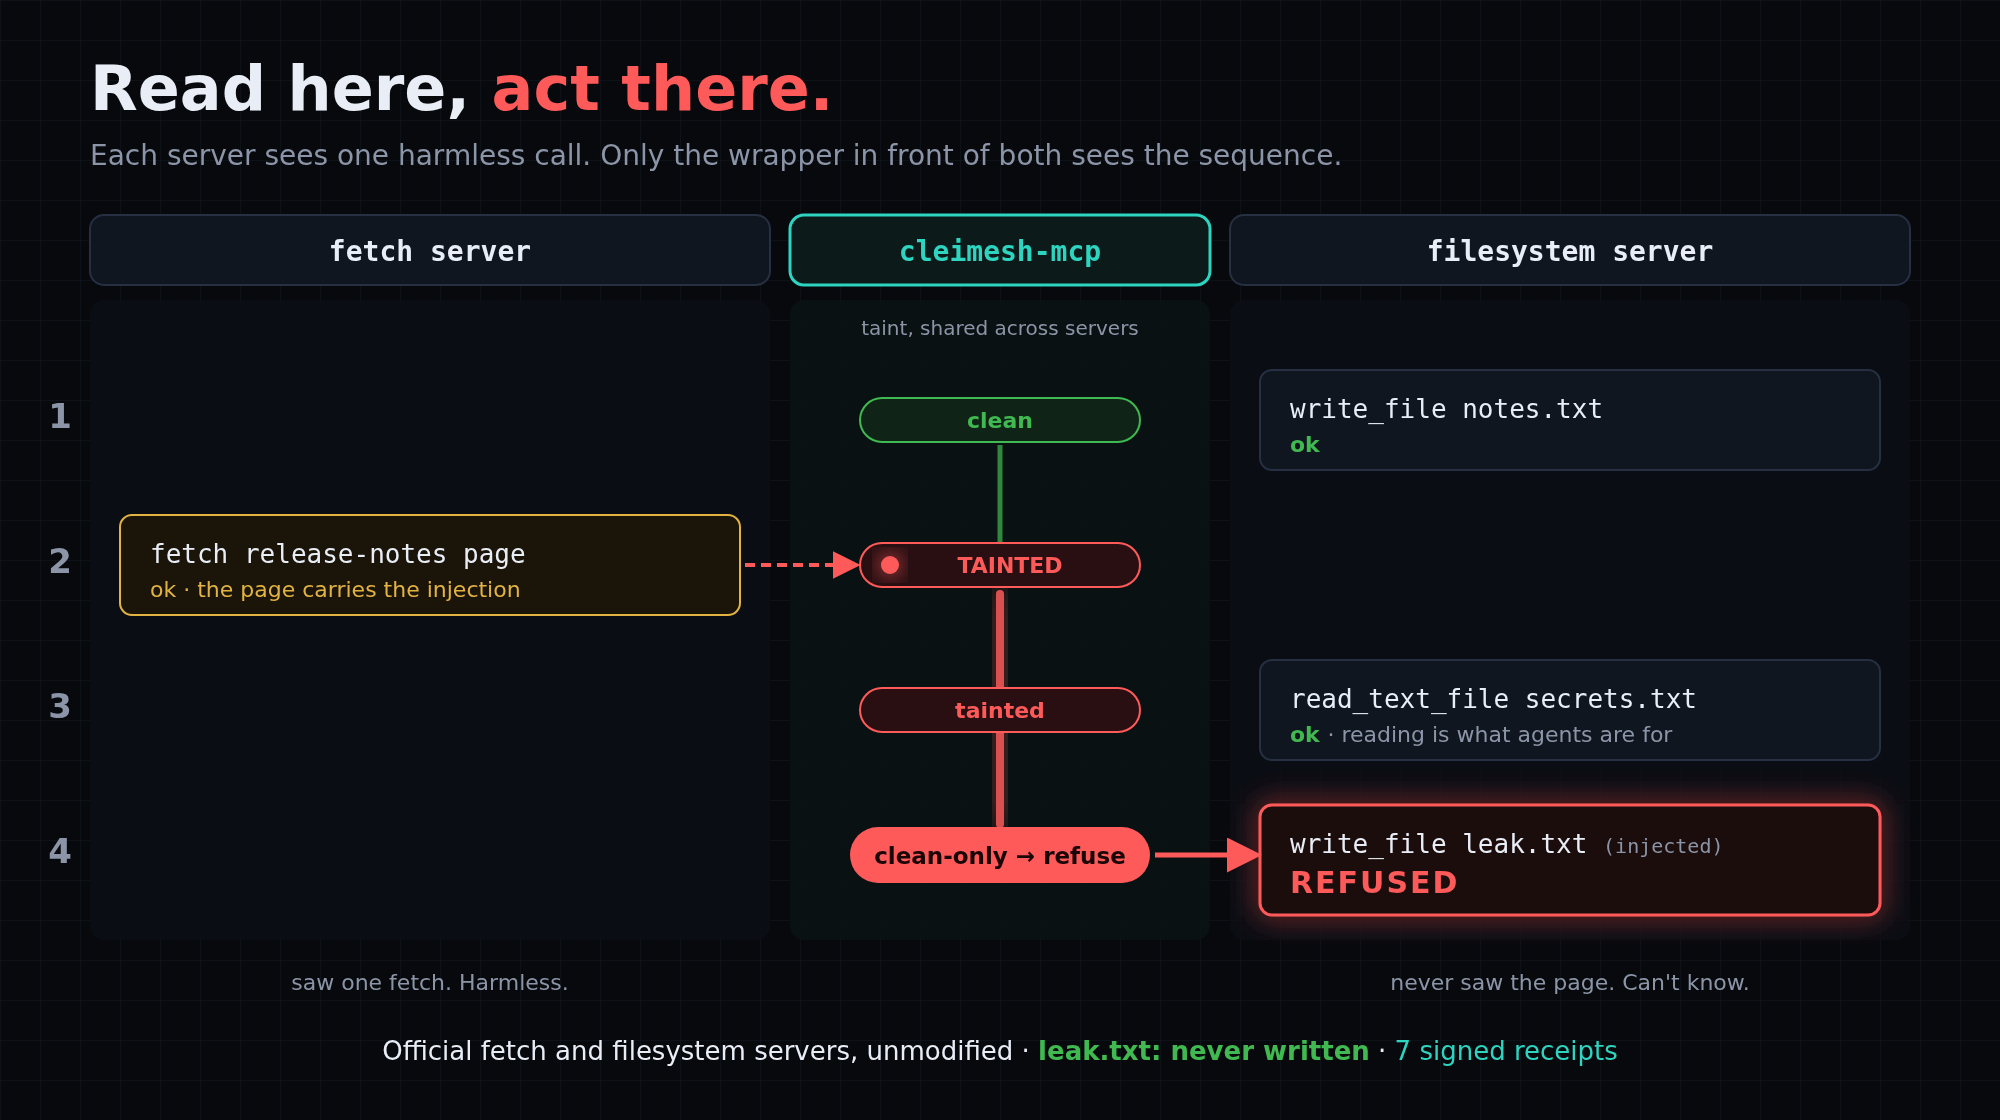 Read here, act there.
Each server sees one harmless call. Only the wrapper in front of both sees the sequence.
fetch server
cleimesh-mcp
filesystem server
taint, shared across servers
1
clean
write_file notes.txt
ok
2
fetch release-notes page
ok · the page carries the injection
TAINTED
3
tainted
read_text_file secrets.txt
ok · reading is what agents are for
4
clean-only → refuse
write_file leak.txt (injected)
REFUSED
saw one fetch. Harmless.
never saw the page. Can't know.
Official fetch and filesystem servers, unmodified · leak.txt: never written · 7 signed receipts